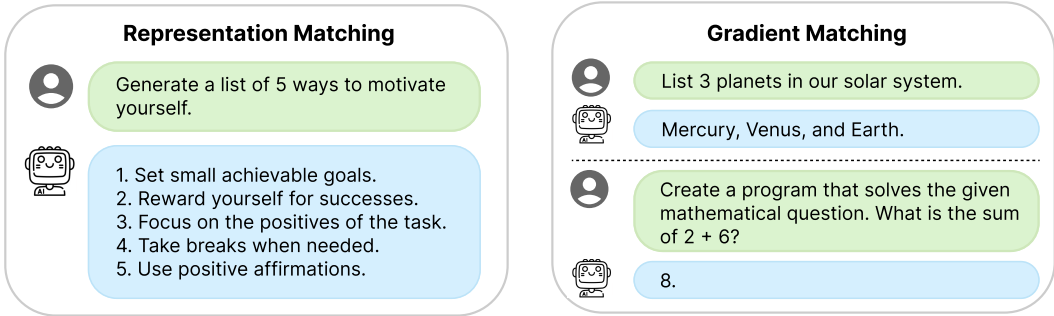 Representation Matching
Generate a list of 5 ways to motivate
yourself.
1. Set small achievable goals.
2. Reward yourself for successes.
3. Focus on the positives of the task.
4. Take breaks when needed.
5. Use positive affirmations.
Gradient Matching
List 3 planets in our solar system.
Mercury, Venus, and Earth.
Create a program that solves the given
mathematical question. What is the sum
of 2 + 6?
8.